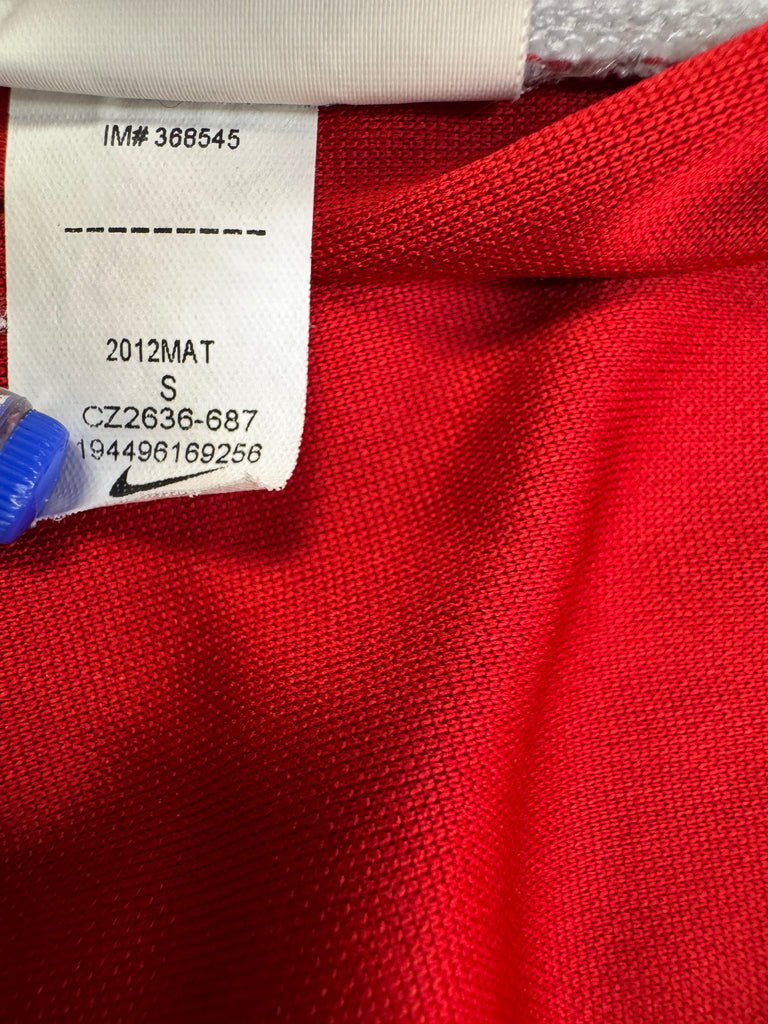 IM# 368545
----------
2012MAT
S
CZ2636-687
194496169256